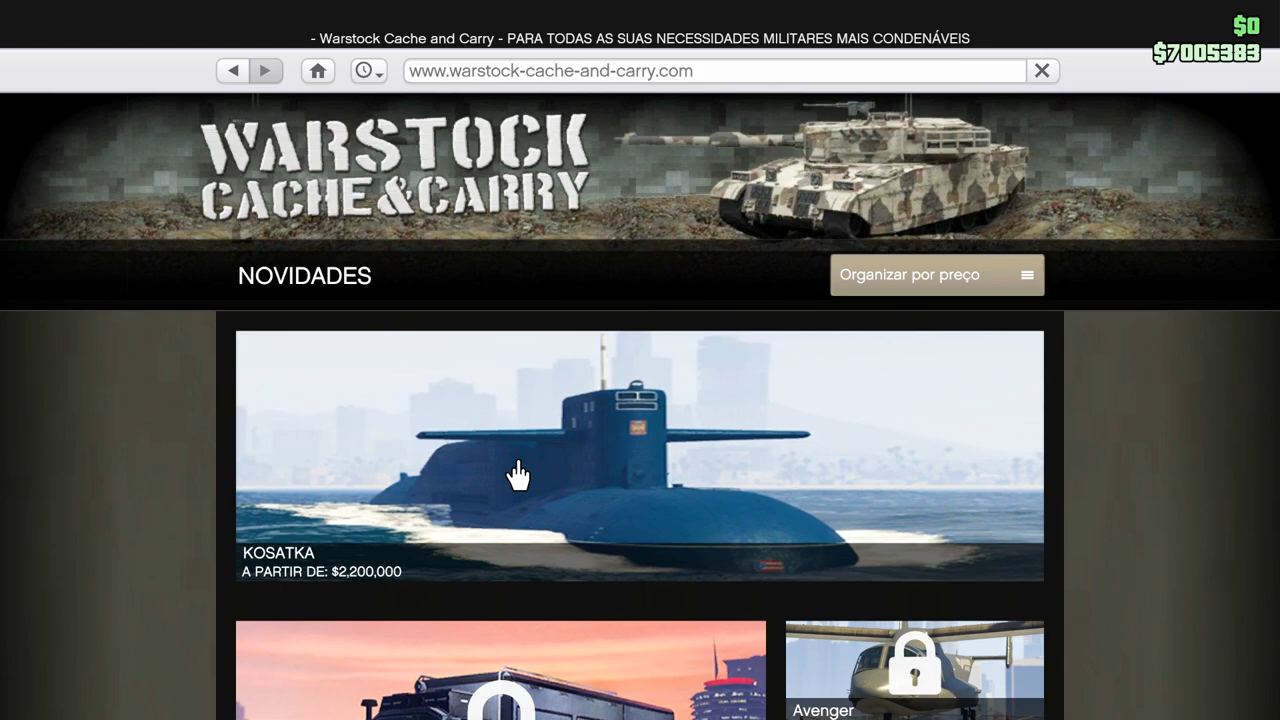 $0
- Warstock Cache and Carry - PARA TODAS AS SUAS NECESSIDADES MILITARES MAIS CONDENÁVEIS
$7005383
www.warstock-cache-and-carry.com
WARSTOCK
CACHE&CARRY
NOVIDADES
Organizar por preço
KOSATKA
A PARTIR DE: $2,200,000
Avenger